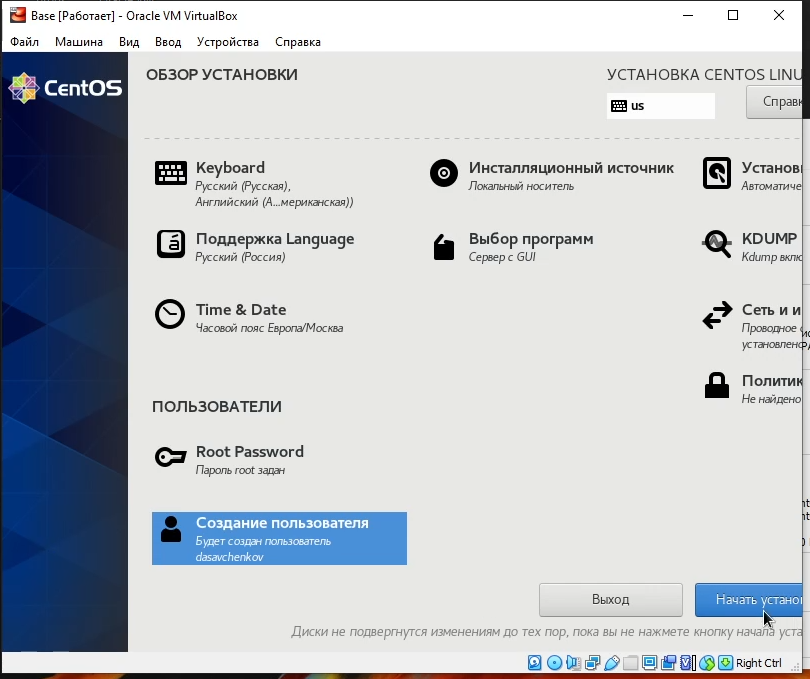 Base [Работает] - Oracle VM VirtualBox
Файл Машина Вид Ввод Устройства Справка
CentOS
ОБЗОР УСТАНОВКИ
УСТАНОВКА CENTOS LINU
us
Справк
Keyboard
Русский (Русская),
Английский (А...мериканская))
Инсталляционный источник
Локальный носитель
Установ
Автоматиче
Поддержка Language
Русский (Россия)
Выбор программ
Сервер с GUI
KDUMP
Kdump вклю
Time & Date
Часовой пояс Европа/Москва
Сеть и и
Проводное с
установлено
Политик
Не найдено
ПОЛЬЗОВАТЕЛИ
Root Password
Пароль root задан
Создание пользователя
Будет создан пользователь
dasavchenkov
Выход
Начать установ
Диски не подвергнутся изменениям до тех пор, пока вы не нажмете кнопку начала уста
Right Ctrl